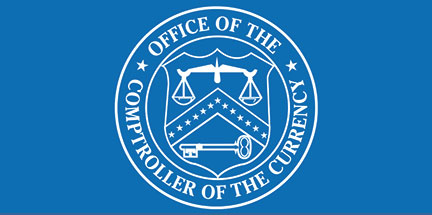 OFFICE OF THE
COMPTROLLER OF THE CURRENCY